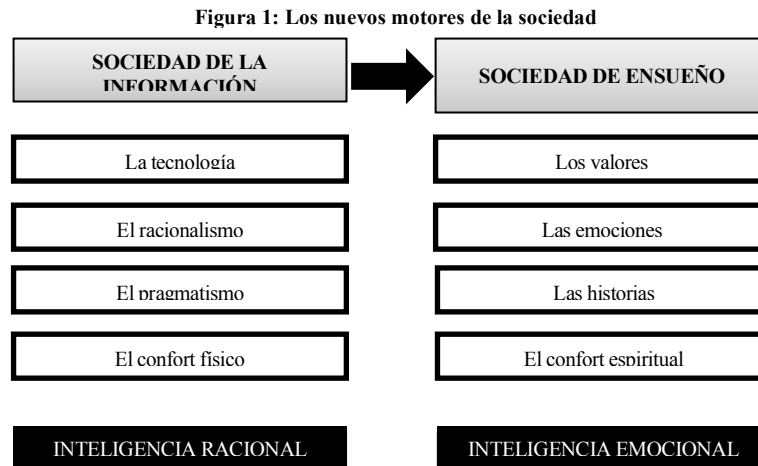 Figura 1: Los nuevos motores de la sociedad
SOCIEDAD DE LA
INFORMACIÓN
SOCIEDAD DE ENSUEÑO
La tecnología
Los valores
El racionalismo
Las emociones
El pragmatismo
Las historias
El confort físico
El confort espiritual
INTELIGENCIA RACIONAL
INTELIGENCIA EMOCIONAL